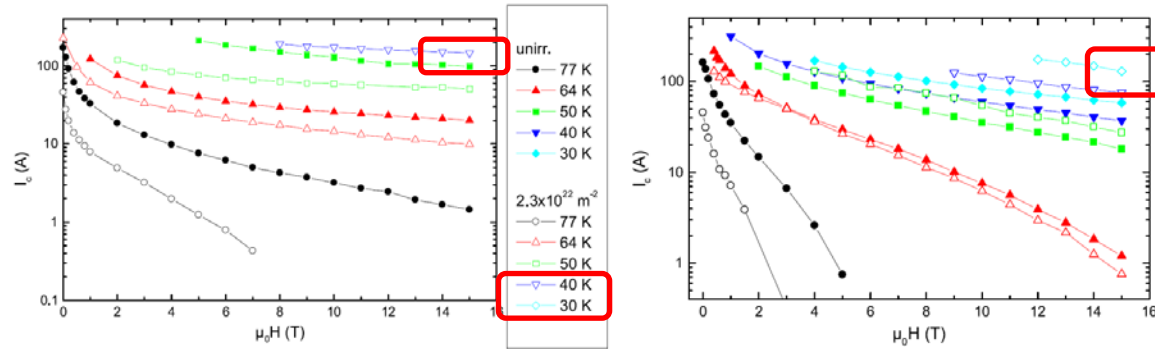 100
10
1
0.1
I_c (A)
0 2 4 6 8 10 12 14 16
μ₀H (T)
unirr.
77 K
64 K
50 K
40 K
30 K
2,3x10²² m⁻²
77 K
64 K
50 K
40 K
30 K
100
10
1
I_c (A)
0 2 4 6 8 10 12 14 16
μ₀H (T)